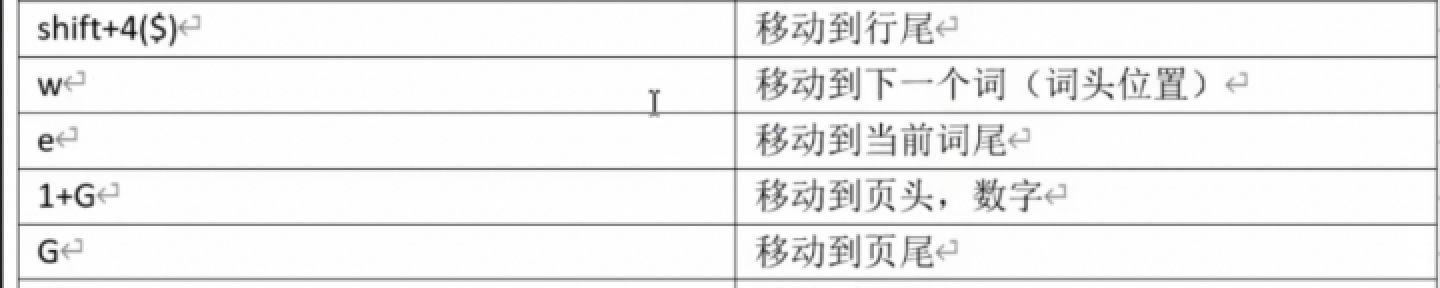 shift+4($)
移动到行尾
w
移动到下一个词（词头位置）
e
移动到当前词尾
1+G
移动到页头，数字
G
移动到页尾